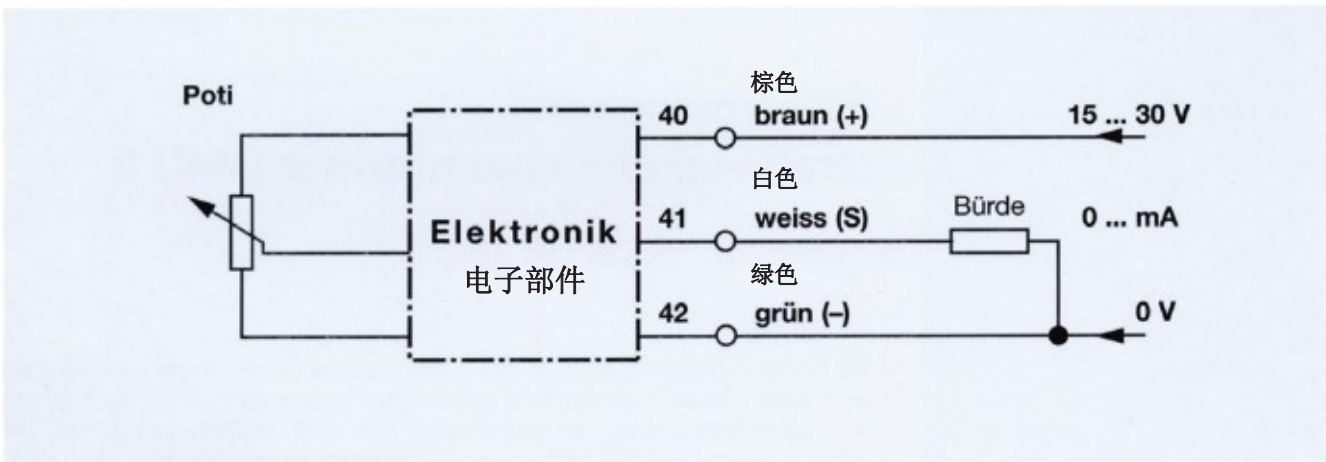 Poti
棕色
40 braun (+) 15 ... 30 V
白色
41 weiss (S) Bürde 0 ... mA
Elektronik
电子部件
绿色
42 grün (–) 0 V